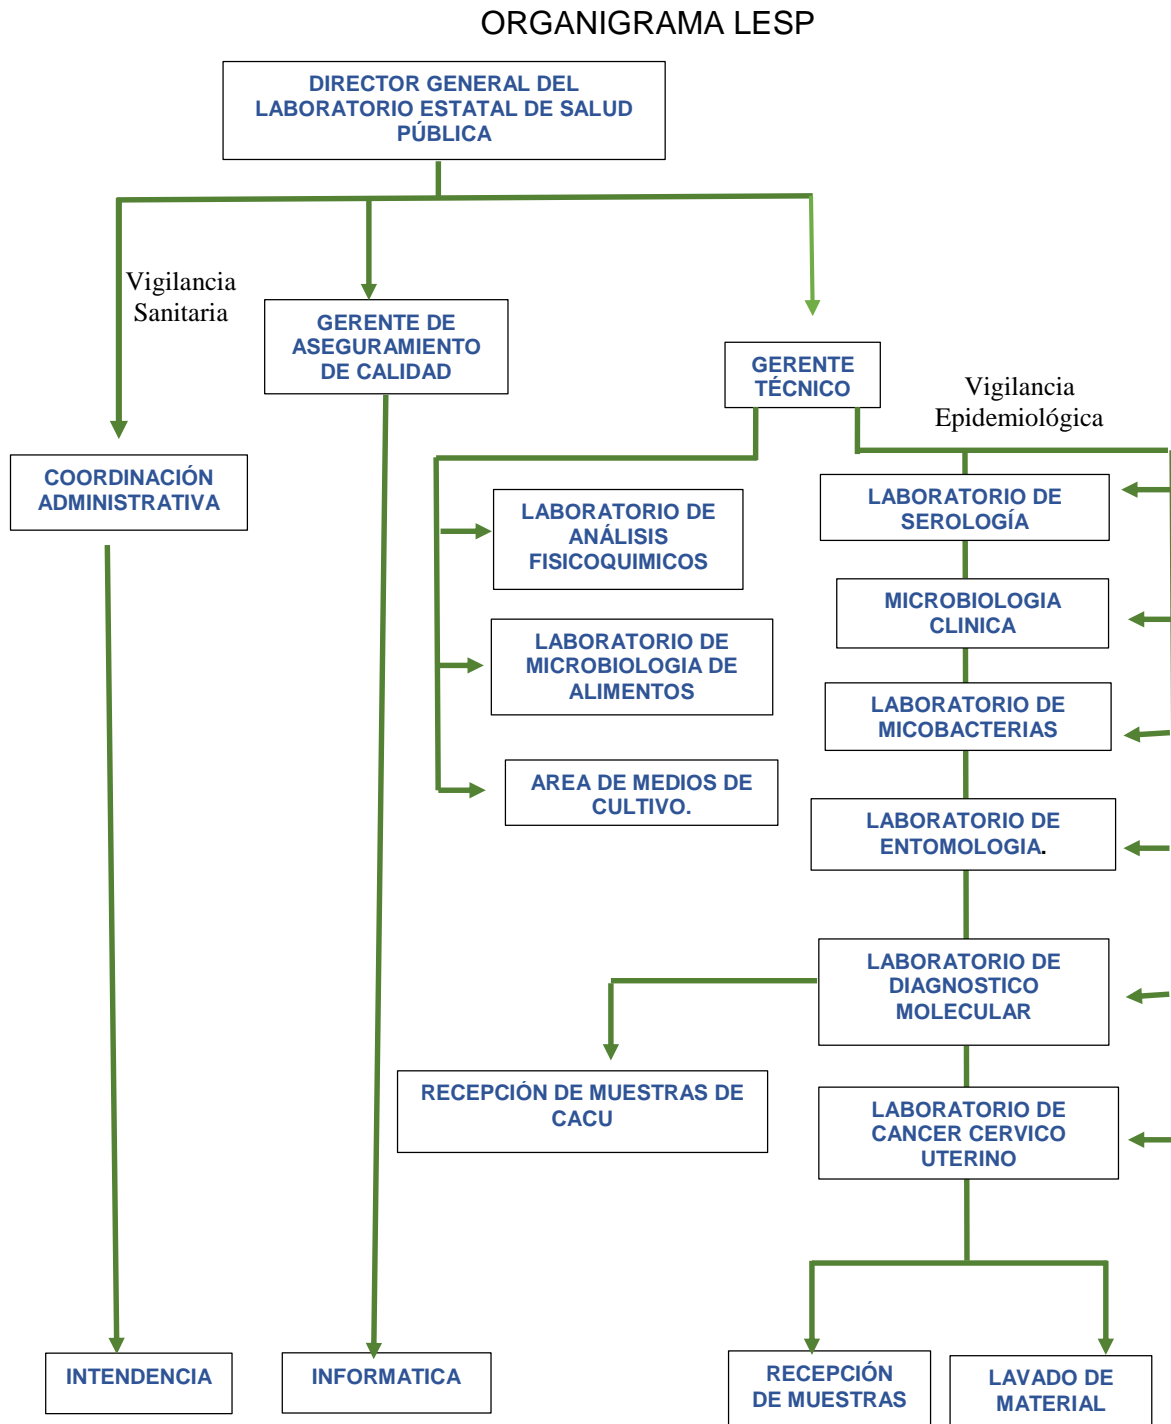 ORGANIGRAMA LESP
DIRECTOR GENERAL DEL
LABORATORIO ESTATAL DE SALUD
PÚBLICA
Vigilancia
Sanitaria
GERENTE DE
ASEGURAMIENTO
DE CALIDAD
GERENTE
TÉCNICO
Vigilancia
Epidemiológica
COORDINACIÓN
ADMINISTRATIVA
LABORATORIO DE
ANÁLISIS
FISICOQUIMICOS
LABORATORIO DE
SEROLOGÍA
MICROBIOLOGIA
CLINICA
LABORATORIO DE
MICROBIOLOGIA DE
ALIMENTOS
LABORATORIO DE
MICOBACTERIAS
AREA DE MEDIOS DE
CULTIVO.
LABORATORIO DE
ENTOMOLOGIA.
LABORATORIO DE
DIAGNOSTICO
MOLECULAR
RECEPCIÓN DE MUESTRAS DE
CACU
LABORATORIO DE
CANCER CERVICO
UTERINO
INTENDENCIA
INFORMATICA
RECEPCIÓN
DE MUESTRAS
LAVADO DE
MATERIAL